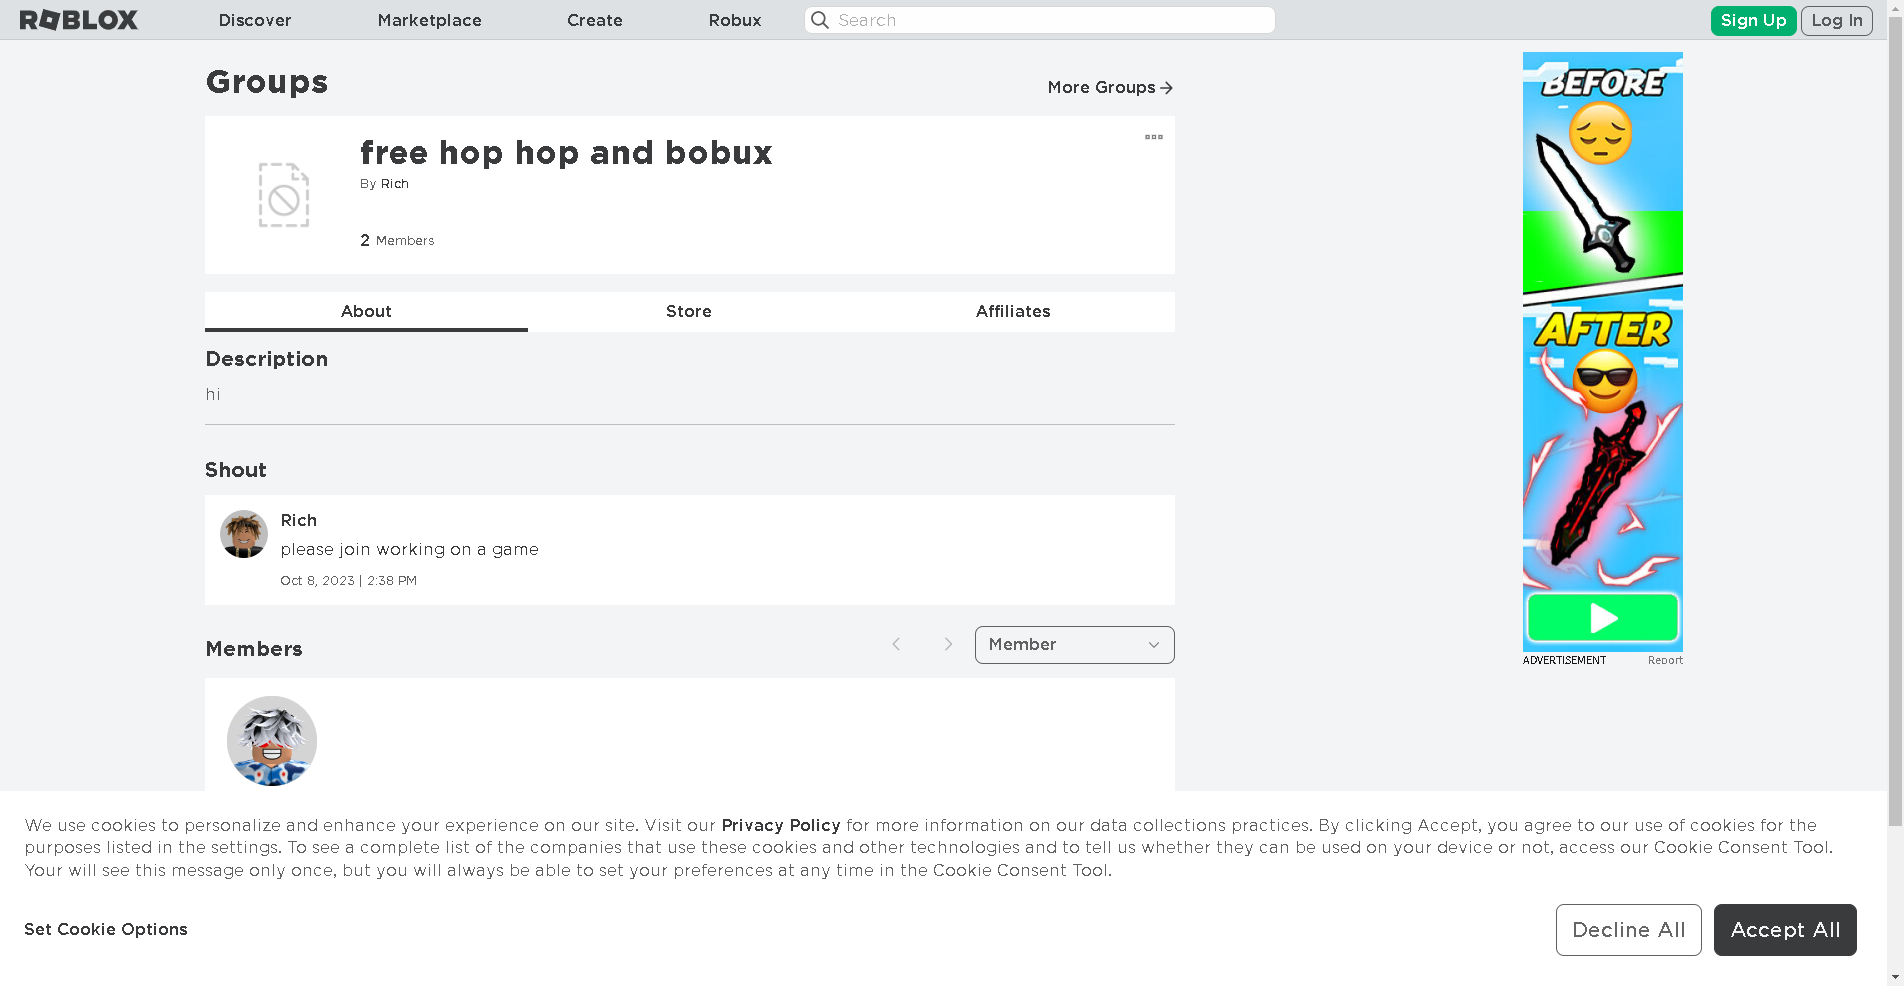 ROBLOX Discover Marketplace Create Robux Search Sign Up Log In
Groups
More Groups
free hop hop and bobux
By Rich
2 Members
About Store Affiliates
Description
hi
Shout
Rich
please join working on a game
Oct 8, 2023 | 2:38 PM
Members
Member
BEFORE
AFTER
ADVERTISEMENT Report
We use cookies to personalize and enhance your experience on our site. Visit our Privacy Policy for more information on our data collections practices. By clicking Accept, you agree to our use of cookies for the
purposes listed in the settings. To see a complete list of the companies that use these cookies and other technologies and to tell us whether they can be used on your device or not, access our Cookie Consent Tool.
Your will see this message only once, but you will always be able to set your preferences at any time in the Cookie Consent Tool.
Set Cookie Options
Decline All
Accept All